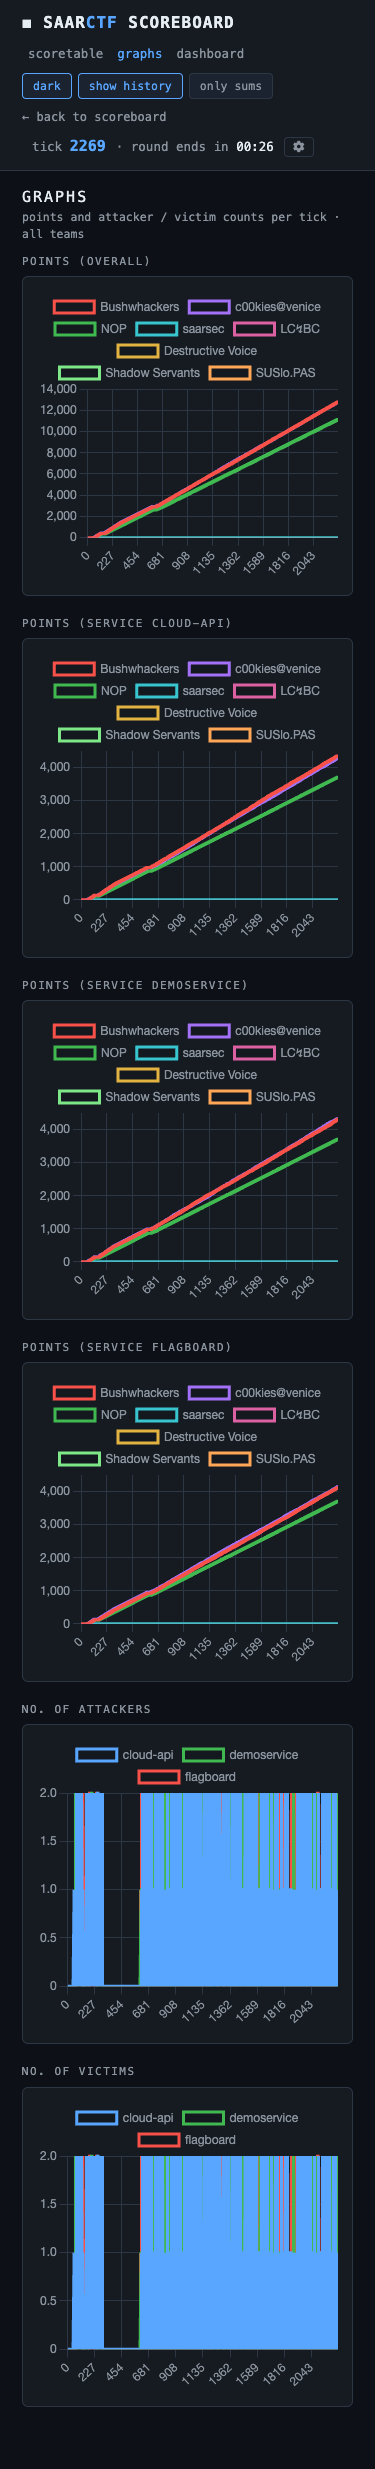 ■ SAARCTF SCOREBOARD
scoretable graphs dashboard
dark show history only sums
← back to scoreboard
tick 2269 · round ends in 00:26
GRAPHS
points and attacker / victim counts per tick ·
all teams
POINTS (OVERALL)
Bushwhackers c00kies@venice
NOP saarsec LC↯BC
Destructive Voice
Shadow Servants SUSlo.PAS
14,000
12,000
10,000
8,000
6,000
4,000
2,000
0
0 227 454 681 908 1135 1362 1589 1816 2043
POINTS (SERVICE CLOUD-API)
Bushwhackers c00kies@venice
NOP saarsec LC↯BC
Destructive Voice
Shadow Servants SUSlo.PAS
4,000
3,000
2,000
1,000
0
0 227 454 681 908 1135 1362 1589 1816 2043
POINTS (SERVICE DEMOSERVICE)
Bushwhackers c00kies@venice
NOP saarsec LC↯BC
Destructive Voice
Shadow Servants SUSlo.PAS
4,000
3,000
2,000
1,000
0
0 227 454 681 908 1135 1362 1589 1816 2043
POINTS (SERVICE FLAGBOARD)
Bushwhackers c00kies@venice
NOP saarsec LC↯BC
Destructive Voice
Shadow Servants SUSlo.PAS
4,000
3,000
2,000
1,000
0
0 227 454 681 908 1135 1362 1589 1816 2043
NO. OF ATTACKERS
cloud-api demoservice
flagboard
2.0
1.5
1.0
0.5
0
0 227 454 681 908 1135 1362 1589 1816 2043
NO. OF VICTIMS
cloud-api demoservice
flagboard
2.0
1.5
1.0
0.5
0
0 227 454 681 908 1135 1362 1589 1816 2043